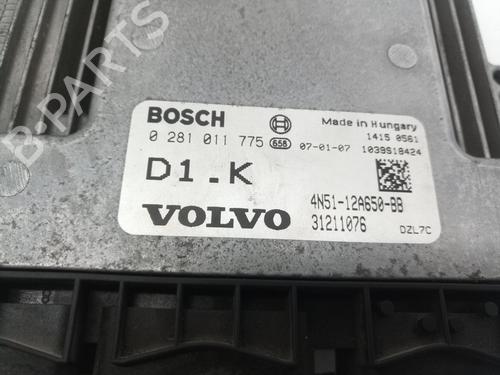 B-PARTS
BOSCH
Made in Hungary
0 281 011 775 658 07-01-07
1415 0561
1039S18424
D1.K
VOLVO
4N51-12A650-BB
31211076
DZL7C